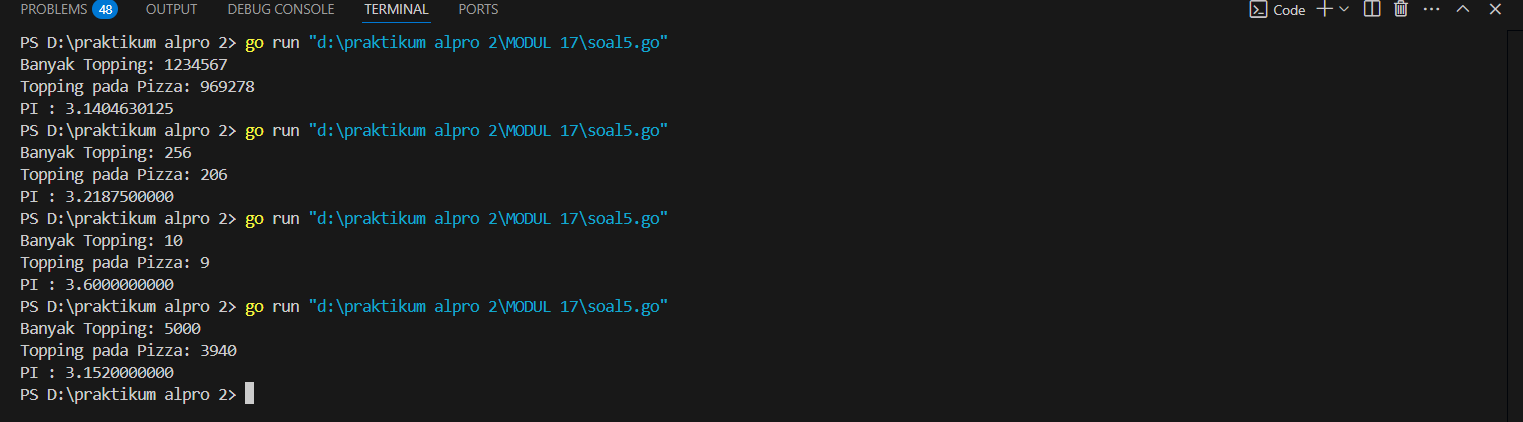 PROBLEMS 48 OUTPUT DEBUG CONSOLE TERMINAL PORTS Code
PS D:\praktikum alpro 2> go run "d:\praktikum alpro 2\MODUL 17\soal5.go"
Banyak Topping: 1234567
Topping pada Pizza: 969278
PI : 3.1404630125
PS D:\praktikum alpro 2> go run "d:\praktikum alpro 2\MODUL 17\soal5.go"
Banyak Topping: 256
Topping pada Pizza: 206
PI : 3.2187500000
PS D:\praktikum alpro 2> go run "d:\praktikum alpro 2\MODUL 17\soal5.go"
Banyak Topping: 10
Topping pada Pizza: 9
PI : 3.6000000000
PS D:\praktikum alpro 2> go run "d:\praktikum alpro 2\MODUL 17\soal5.go"
Banyak Topping: 5000
Topping pada Pizza: 3940
PI : 3.1520000000
PS D:\praktikum alpro 2>